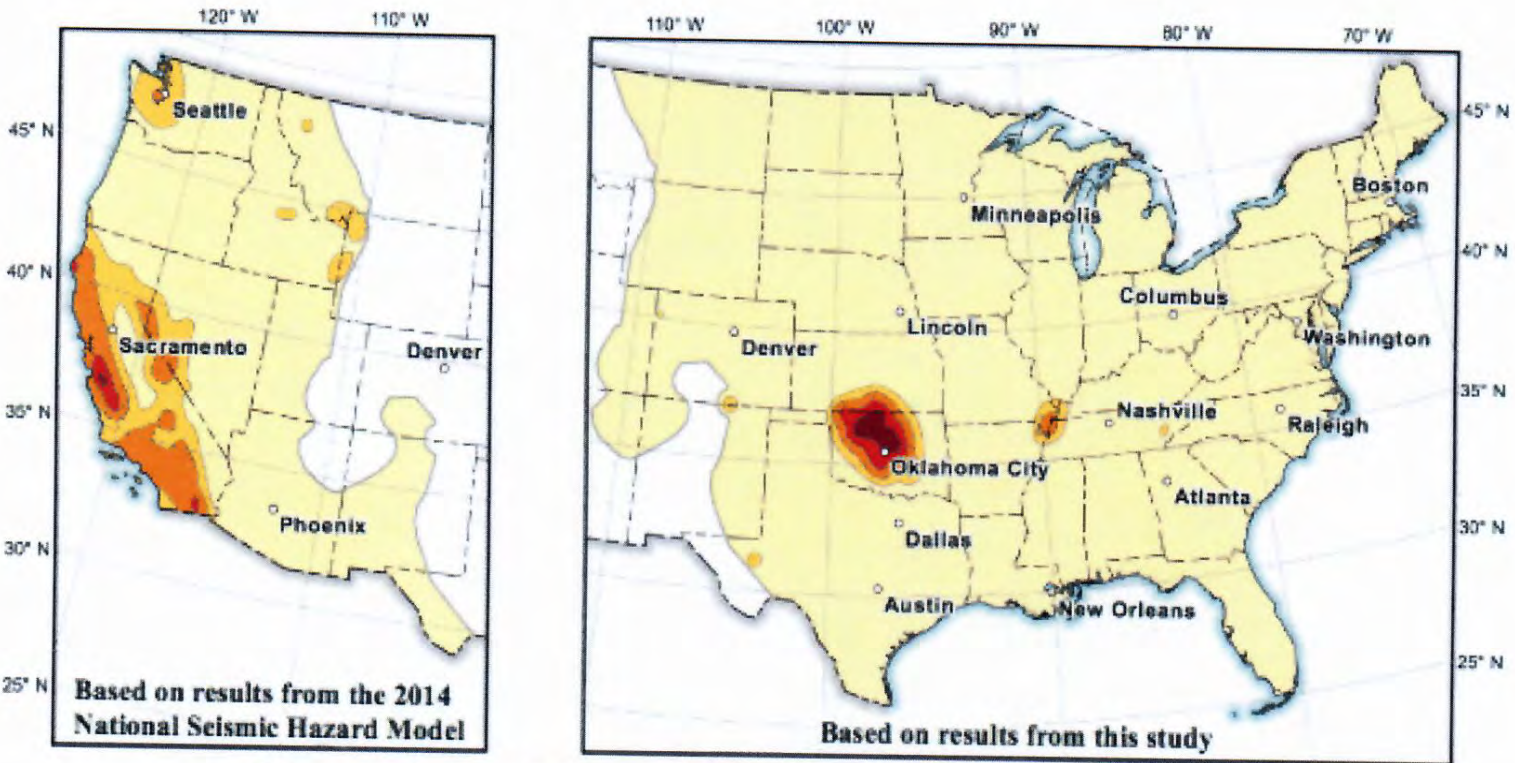 120° W
110° W
45° N
40° N
35° N
30° N
25° N
Seattle
Sacramento
Denver
Phoenix
Based on results from the 2014
National Seismic Hazard Model
110° W
100° W
90° W
80° W
70° W
45° N
40° N
35° N
30° N
25° N
Boston
Minneapolis
Columbus
Lincoln
Washington
Denver
Nashville
Raleigh
Oklahoma City
Atlanta
Dallas
Austin
New Orleans
Based on results from this study